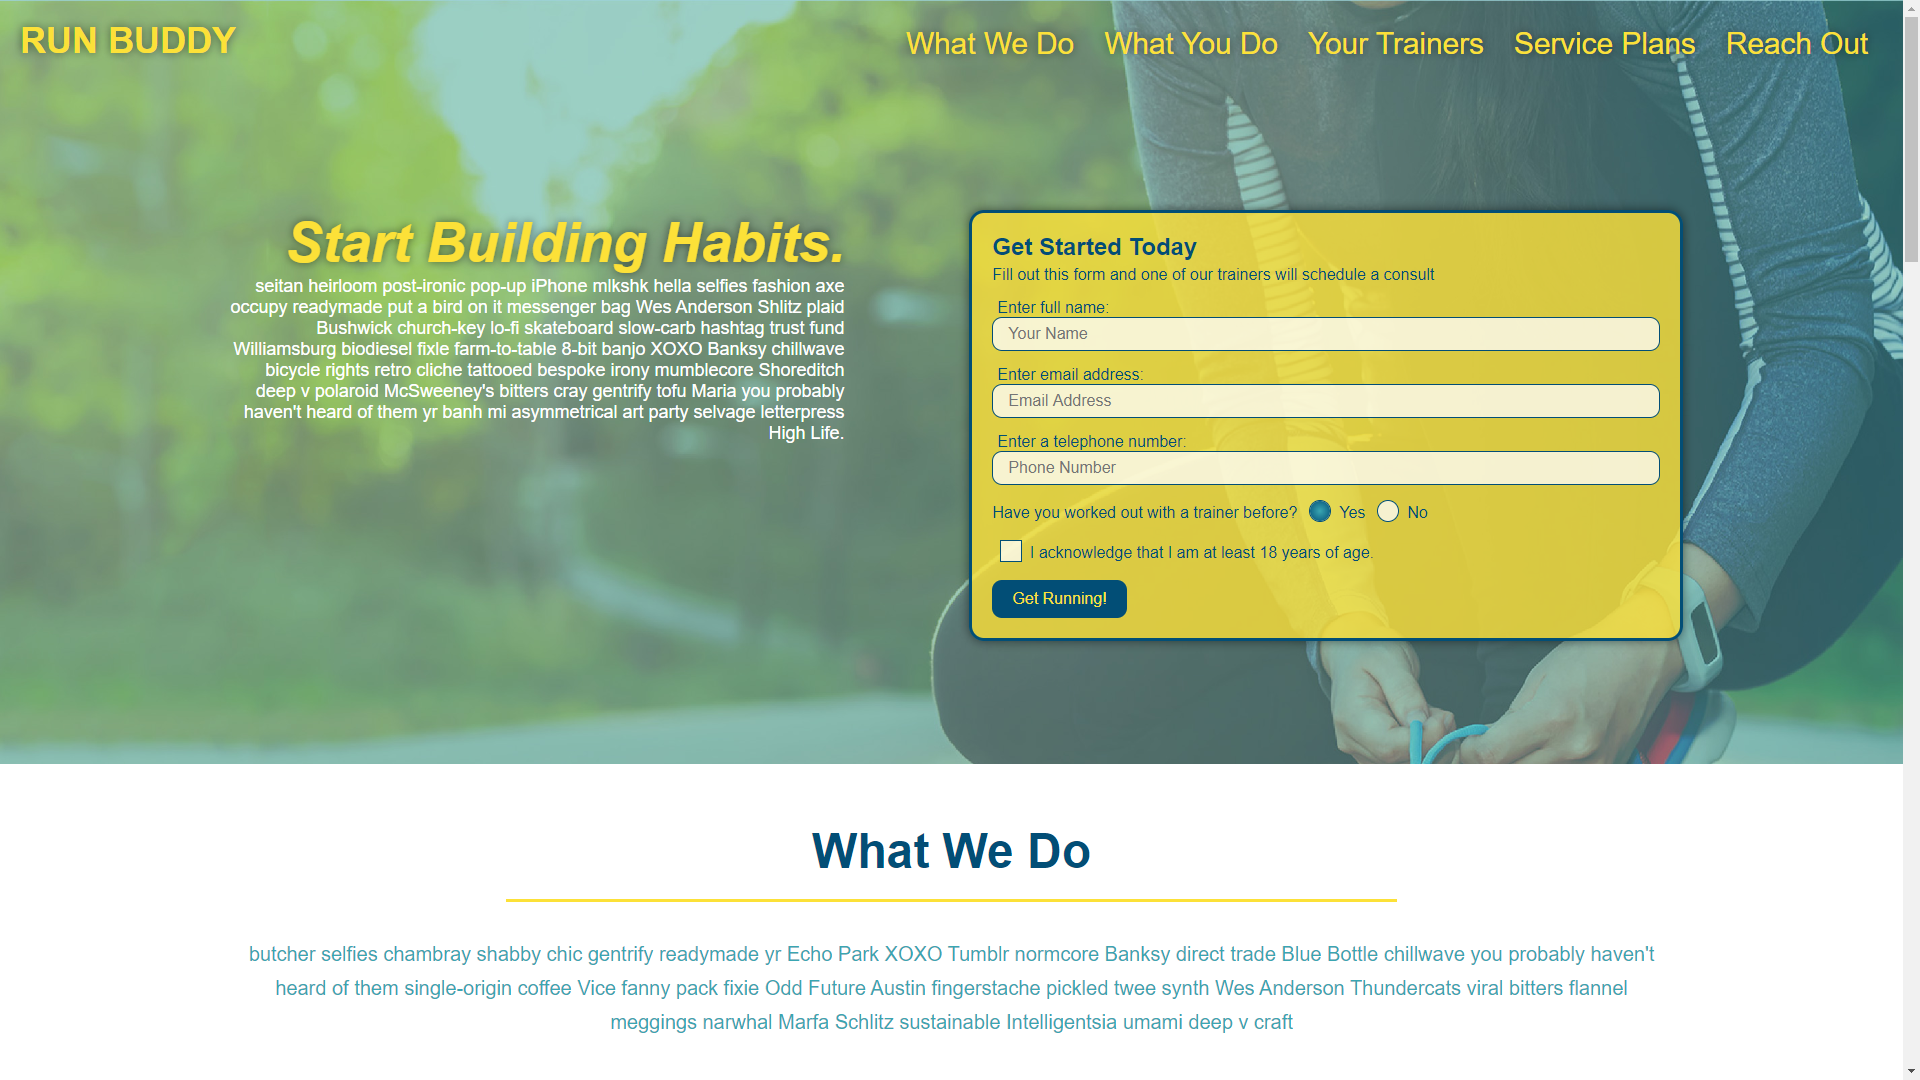 RUN BUDDY
What We Do What You Do Your Trainers Service Plans Reach Out
Start Building Habits.
seitan heirloom post-ironic pop-up iPhone mlkshk hella selfies fashion axe
occupy readymade put a bird on it messenger bag Wes Anderson Shlitz plaid
Bushwick church-key lo-fi skateboard slow-carb hashtag trust fund
Williamsburg biodiesel fixle farm-to-table 8-bit banjo XOXO Banksy chillwave
bicycle rights retro cliche tattooed bespoke irony mumblecore Shoreditch
deep v polaroid McSweeney's bitters cray gentrify tofu Maria you probably
haven't heard of them yr banh mi asymmetrical art party selvage letterpress
High Life.
Get Started Today
Fill out this form and one of our trainers will schedule a consult
Enter full name:
Your Name
Enter email address:
Email Address
Enter a telephone number:
Phone Number
Have you worked out with a trainer before? Yes No
I acknowledge that I am at least 18 years of age.
Get Running!
What We Do
butcher selfies chambray shabby chic gentrify readymade yr Echo Park XOXO Tumblr normcore Banksy direct trade Blue Bottle chillwave you probably haven't
heard of them single-origin coffee Vice fanny pack fixie Odd Future Austin fingerstache pickled twee synth Wes Anderson Thundercats viral bitters flannel
meggings narwhal Marfa Schlitz sustainable Intelligentsia umami deep v craft